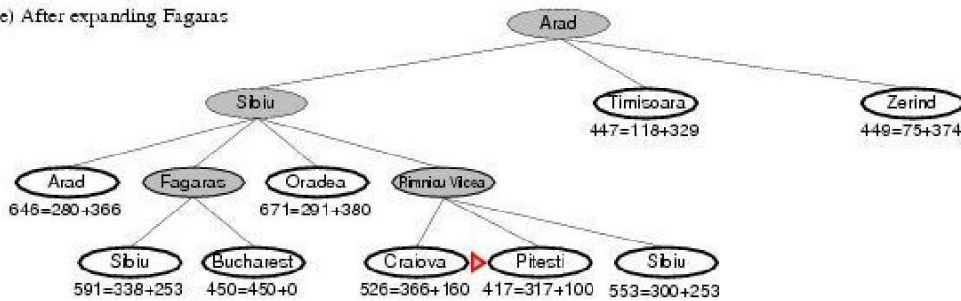 e) After expanding Fagaras
Arad
Sibiu
Timisoara
447=118+329
Zerind
449=75+374
Arad
646=280+366
Fagaras
Oradea
671=291+380
Rimnicu Vilcea
Sibiu
591=338+253
Bucharest
450=450+0
Craiova
526=366+160
Pitesti
417=317+100
Sibiu
553=300+253